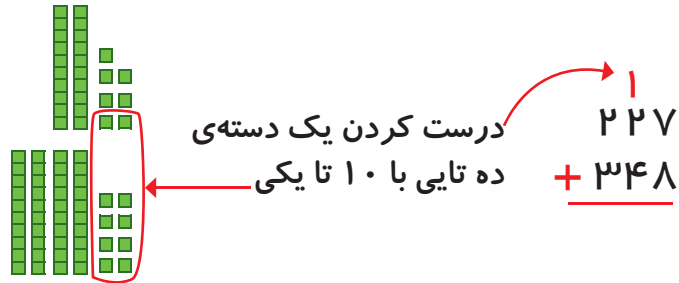 درست کردن یک دسته‌ی
ده تایی با ۱۰ تا یکی
۱
۲۲۷
+ ۳۴۸